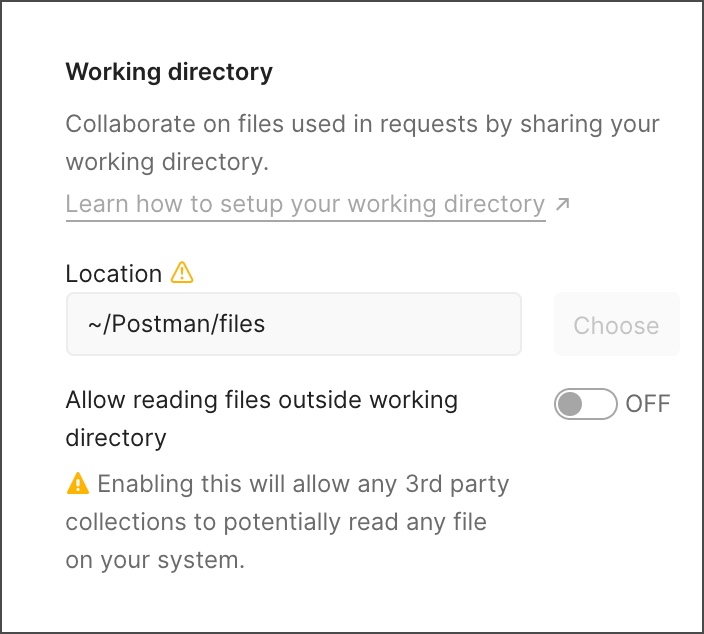 Working directory
Collaborate on files used in requests by sharing your
working directory.
Learn how to setup your working directory ↗
Location ⚠
~/Postman/files
Choose
Allow reading files outside working
directory
OFF
⚠ Enabling this will allow any 3rd party
collections to potentially read any file
on your system.